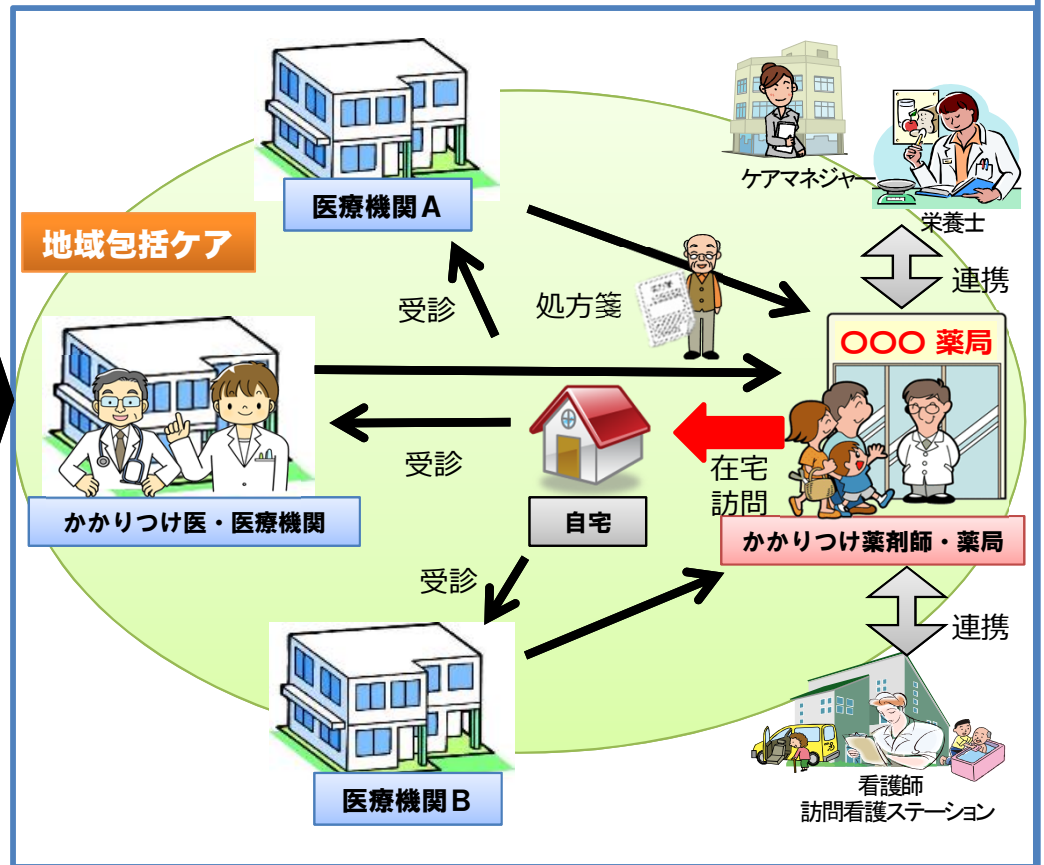 ケアマネジャー
栄養士
医療機関A
地域包括ケア
連携
受診
処方箋
〇〇〇 薬局
受診
在宅
訪問
かかりつけ医・医療機関
自宅
かかりつけ薬剤師・薬局
受診
連携
医療機関B
看護師
訪問看護ステーション